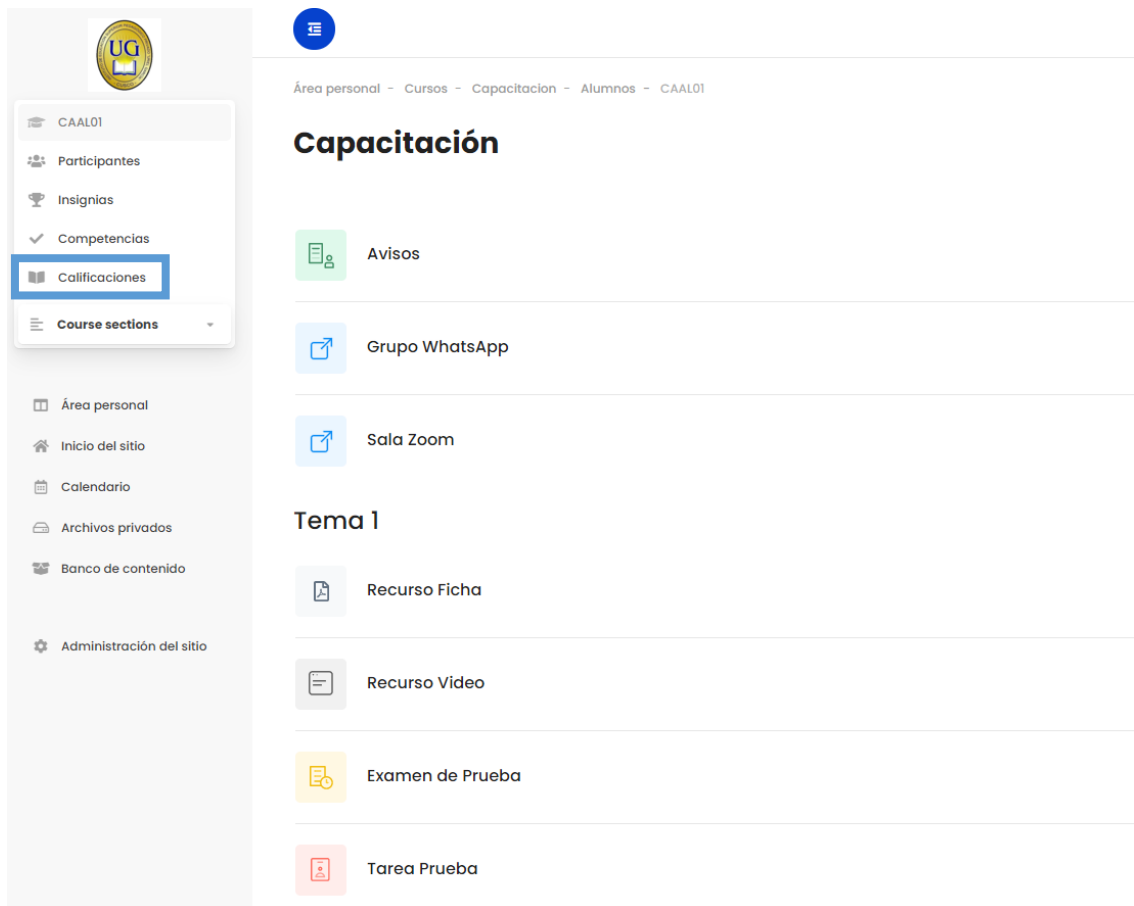 UG
CAAL01
Participantes
Insignias
Competencias
Calificaciones
Course sections
Área personal
Inicio del sitio
Calendario
Archivos privados
Banco de contenido
Administración del sitio
Área personal - Cursos - Capacitacion - Alumnos - CAAL01
Capacitación
Avisos
Grupo WhatsApp
Sala Zoom
Tema 1
Recurso Ficha
Recurso Video
Examen de Prueba
Tarea Prueba